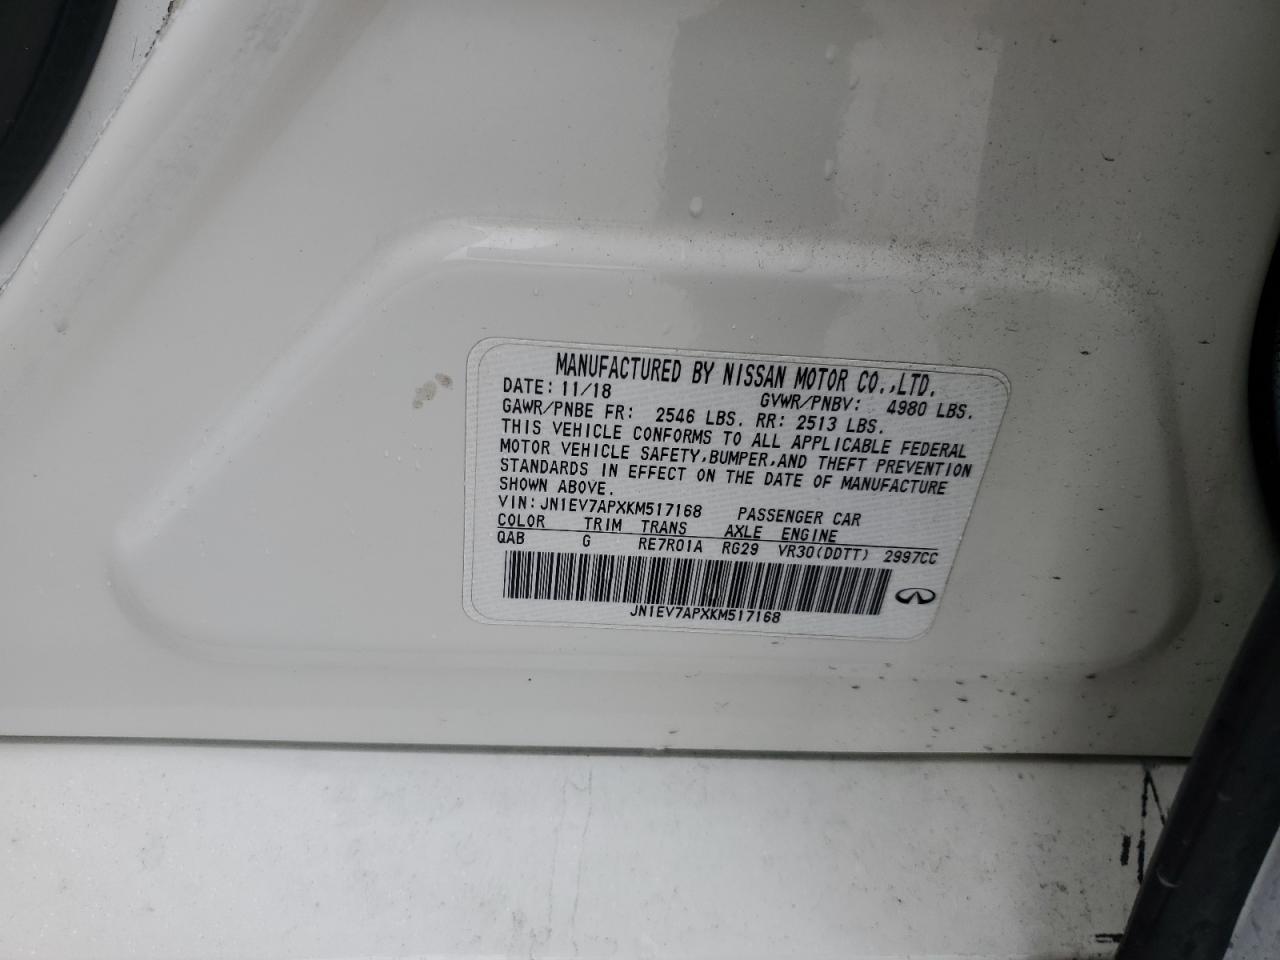 MANUFACTURED BY NISSAN MOTOR CO.,LTD.
DATE: 11/18 GVWR/PNBV: 4980 LBS.
GAWR/PNBE FR: 2546 LBS. RR: 2513 LBS.
THIS VEHICLE CONFORMS TO ALL APPLICABLE FEDERAL
MOTOR VEHICLE SAFETY,BUMPER,AND THEFT PREVENTION
STANDARDS IN EFFECT ON THE DATE OF MANUFACTURE
SHOWN ABOVE.
VIN: JN1EV7APXKM517168 PASSENGER CAR
COLOR TRIM TRANS AXLE ENGINE
QAB G RE7R01A RG29 VR30(DDTT) 2997CC
JN1EV7APXKM517168